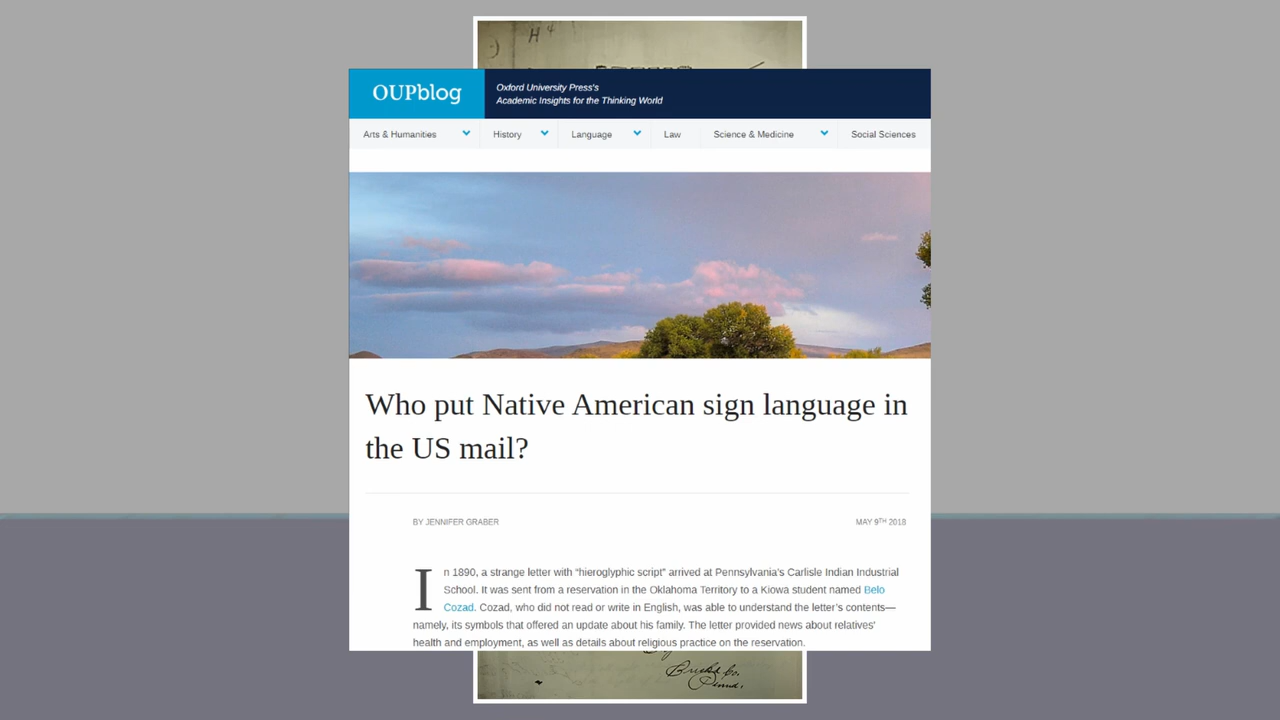 H 4
OUPblog
Oxford University Press's
Academic Insights for the Thinking World
Arts & Humanities
History
Language
Law
Science & Medicine
Social Sciences
Who put Native American sign language in
the US mail?
BY JENNIFER GRABER
MAY 9TH 2018
In 1890, a strange letter with “hieroglyphic script” arrived at Pennsylvania's Carlisle Indian Industrial
School. It was sent from a reservation in the Oklahoma Territory to a Kiowa student named Belo
Cozad. Cozad, who did not read or write in English, was able to understand the letter’s contents—
namely, its symbols that offered an update about his family. The letter provided news about relatives'
health and employment, as well as details about religious practice on the reservation.